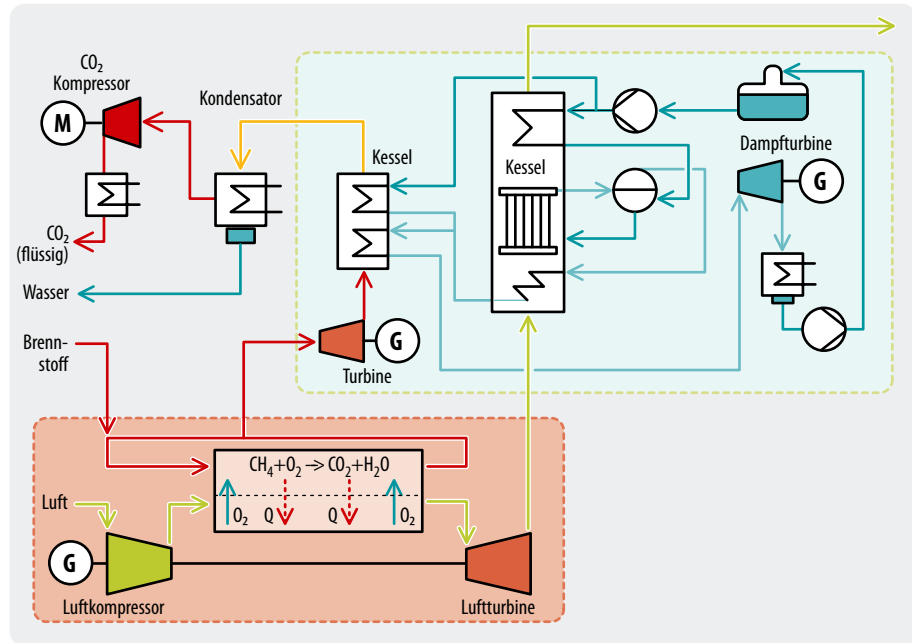 CO₂
Kompressor
M
Kondensator
Kessel
Kessel
Dampfturbine
G
CO₂
(flüssig)
Wasser
Brenn-
stoff
G
Turbine
CH₄+O₂ -> CO₂+H₂O
O₂
Q
Q
O₂
Luft
G
Luftkompressor
Luftturbine